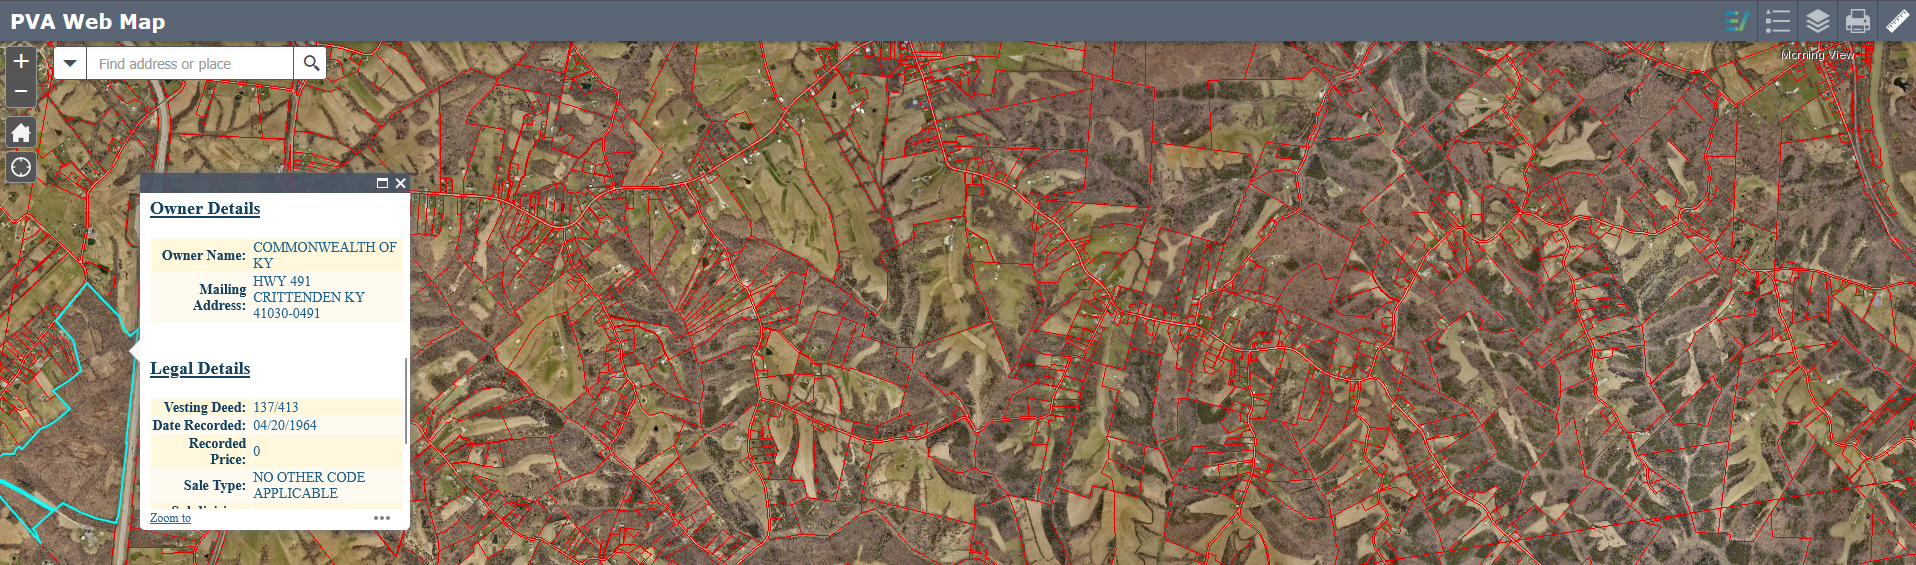 PVA Web Map
Find address or place
Morning View
Owner Details
Owner Name: COMMONWEALTH OF
KY
Mailing
Address:
HWY 491
CRITTENDEN KY
41030-0491
Legal Details
Vesting Deed: 137/413
Date Recorded: 04/20/1964
Recorded
Price: 0
Sale Type: NO OTHER CODE
APPLICABLE
Zoom to